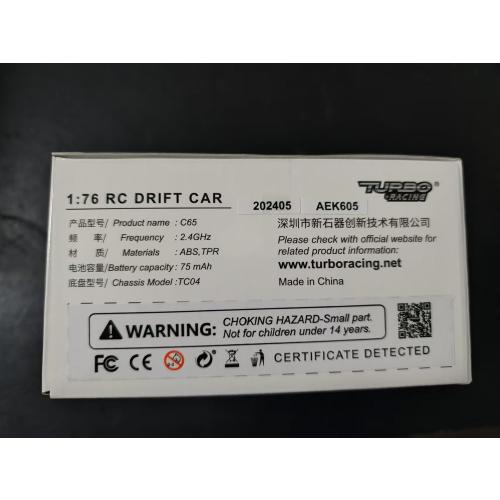 1:76 RC DRIFT CAR
202405
AEK605
TURBO®
RACING
产品型号/ Product name : C65
频 率/ Frequency : 2.4GHz
材 质/ Materials : ABS,TPR
电池容量/Battery capacity : 75 mAh
底盘型号/ Chassis Model :TC04
深圳市新石器创新技术有限公司
Please check with official website for
related product information:
www.turboracing.net
Made in China
WARNING:
CHOKING HAZARD-Small part.
Not for children under 14 years.
FC CE
CERTIFICATE DETECTED